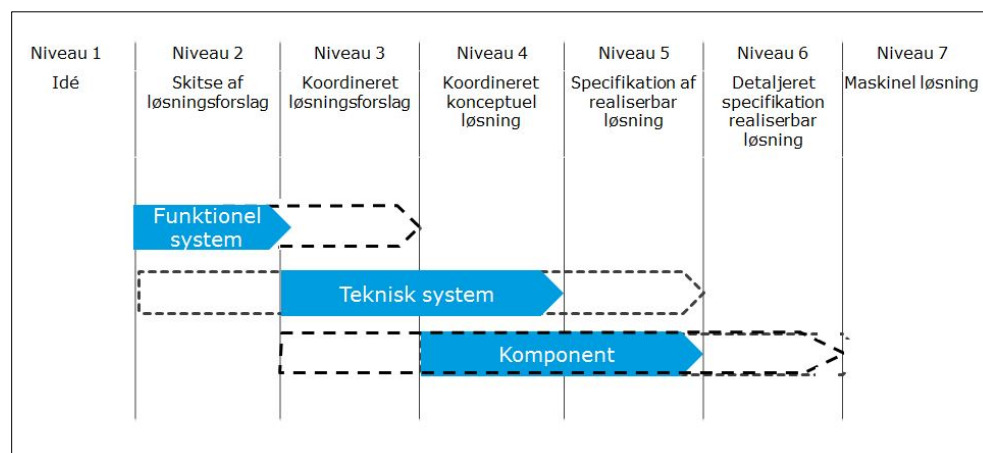 Niveau 1
Niveau 2
Niveau 3
Niveau 4
Niveau 5
Niveau 6
Niveau 7
Idé
Skitse af
løsningsforslag
Koordineret
løsningsforslag
Koordineret
konceptuel
løsning
Specifikation af
realiserbar
løsning
Detaljeret
specifikation
realiserbar
løsning
Maskinel løsning
Funktionel
system
Teknisk system
Komponent